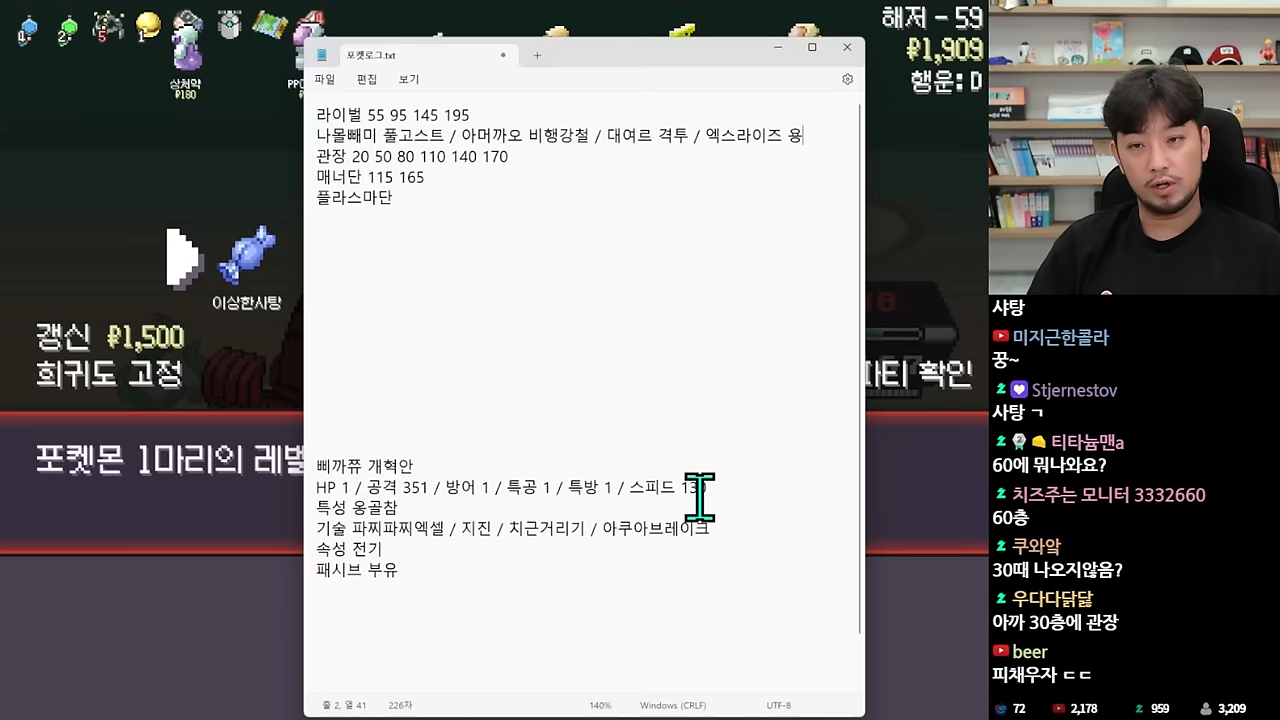 4
2
5
1
상처약
₽180
해저 - 59
₽1,909
행운: D
포켓로그.txt
파일 편집 보기
라이벌 55 95 145 195
나몰빼미 풀고스트 / 아머까오 비행강철 / 대여르 격투 / 엑스라이즈 용
관장 20 50 80 110 140 170
매너단 115 165
플라스마단
이상한사탕
갱신 ₽1,500
희귀도 고정
파티 확인
포켓몬 1마리의 레벨
삐까쮸 개혁안
HP 1 / 공격 351 / 방어 1 / 특공 1 / 특방 1 / 스피드 130
특성 옹골참
기술 파찌파찌엑셀 / 지진 / 치근거리기 / 아쿠아브레이크
속성 전기
패시브 부유
줄 2, 열 41 226자 140% Windows (CRLF) UTF-8
샤탕
미지근한콜라
꿍~
Stjernestov
사탕 ㄱ
티타늄맨a
60에 뭐나와요?
치즈주는 모니터 3332660
60층
쿠와악
30때 나오지않음?
우다다닭닳
아까 30층에 관장
beer
피채우자 ㄷㄷ
72 2,178 959 3,209